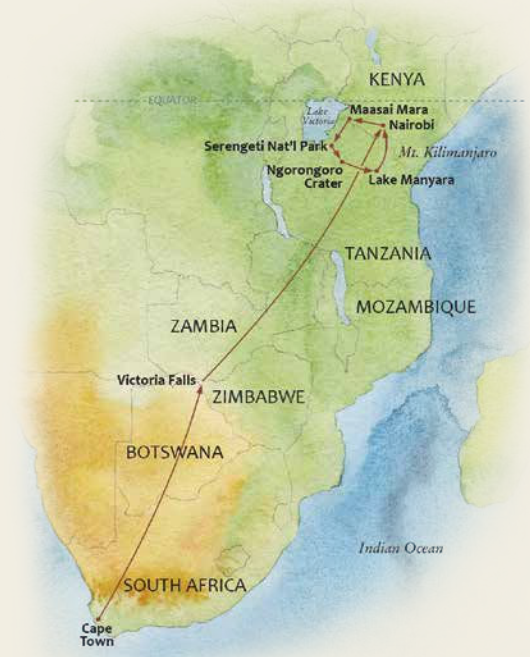 KENYA
EQUATOR
Lake
Victoria
Maasai Mara
Nairobi
Serengeti Nat'l Park
Mt. Kilimanjaro
Ngorongoro
Crater
Lake Manyara
TANZANIA
MOZAMBIQUE
ZAMBIA
Victoria Falls
ZIMBABWE
BOTSWANA
Indian Ocean
SOUTH AFRICA
Cape
Town